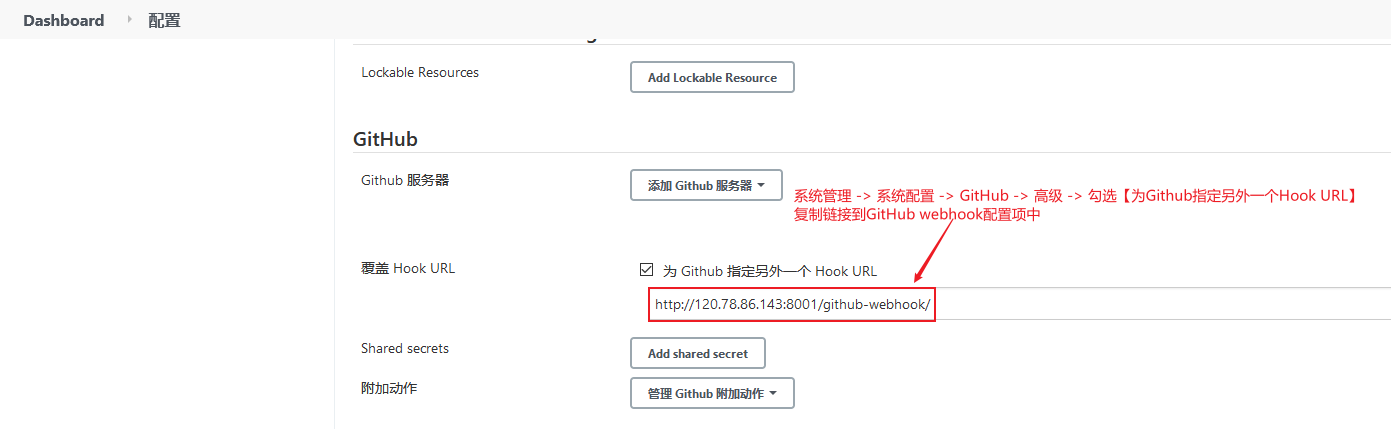 Dashboard 配置
Lockable Resources Add Lockable Resource
GitHub
Github 服务器 添加 Github 服务器
系统管理 -> 系统配置 -> GitHub -> 高级 -> 勾选【为Github指定另外一个Hook URL】
复制链接到GitHub webhook配置项中
覆盖 Hook URL 为 Github 指定另外一个 Hook URL
http://120.78.86.143:8001/github-webhook/
Shared secrets Add shared secret
附加动作 管理 Github 附加动作